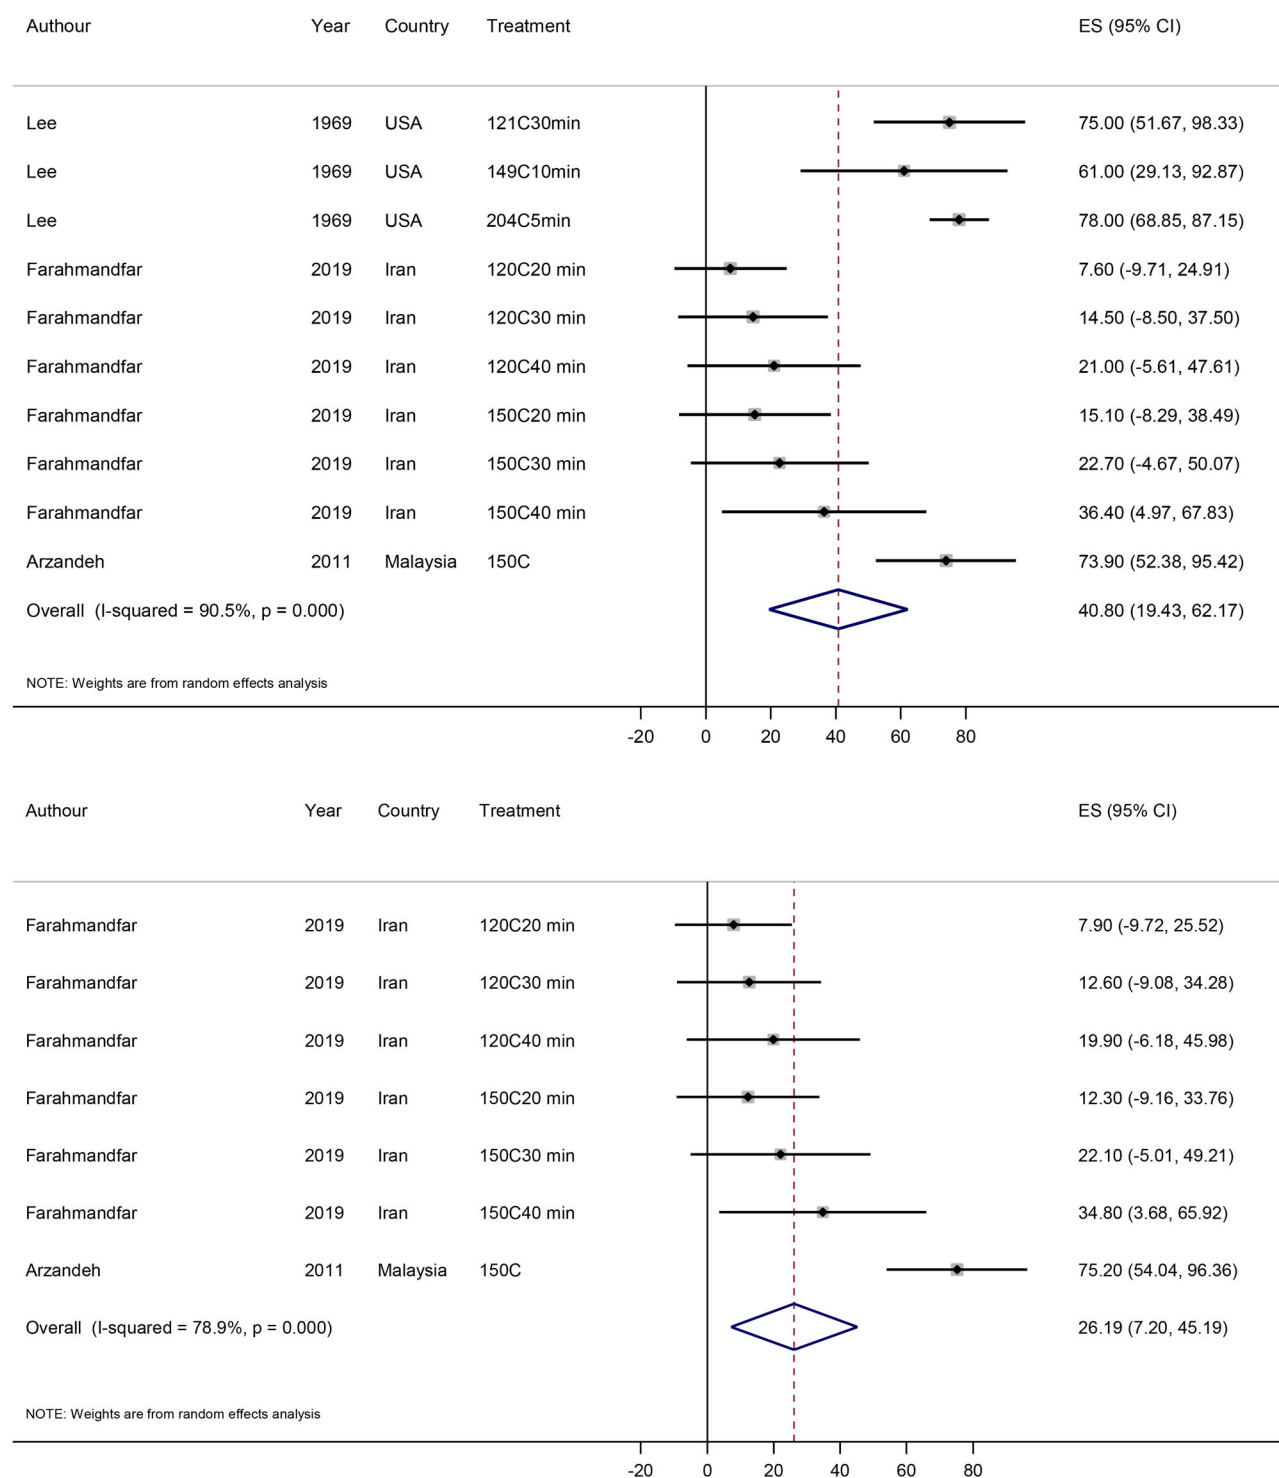 Authour Year Country Treatment ES (95% CI)
Lee 1969 USA 121C30min 75.00 (51.67, 98.33)
Lee 1969 USA 149C10min 61.00 (29.13, 92.87)
Lee 1969 USA 204C5min 78.00 (68.85, 87.15)
Farahmandfar 2019 Iran 120C20 min 7.60 (-9.71, 24.91)
Farahmandfar 2019 Iran 120C30 min 14.50 (-8.50, 37.50)
Farahmandfar 2019 Iran 120C40 min 21.00 (-5.61, 47.61)
Farahmandfar 2019 Iran 150C20 min 15.10 (-8.29, 38.49)
Farahmandfar 2019 Iran 150C30 min 22.70 (-4.67, 50.07)
Farahmandfar 2019 Iran 150C40 min 36.40 (4.97, 67.83)
Arzandeh 2011 Malaysia 150C 73.90 (52.38, 95.42)
Overall (I-squared = 90.5%, p = 0.000) 40.80 (19.43, 62.17)
NOTE: Weights are from random effects analysis
-20 0 20 40 60 80
Authour Year Country Treatment ES (95% CI)
Farahmandfar 2019 Iran 120C20 min 7.90 (-9.72, 25.52)
Farahmandfar 2019 Iran 120C30 min 12.60 (-9.08, 34.28)
Farahmandfar 2019 Iran 120C40 min 19.90 (-6.18, 45.98)
Farahmandfar 2019 Iran 150C20 min 12.30 (-9.16, 33.76)
Farahmandfar 2019 Iran 150C30 min 22.10 (-5.01, 49.21)
Farahmandfar 2019 Iran 150C40 min 34.80 (3.68, 65.92)
Arzandeh 2011 Malaysia 150C 75.20 (54.04, 96.36)
Overall (I-squared = 78.9%, p = 0.000) 26.19 (7.20, 45.19)
NOTE: Weights are from random effects analysis
-20 0 20 40 60 80